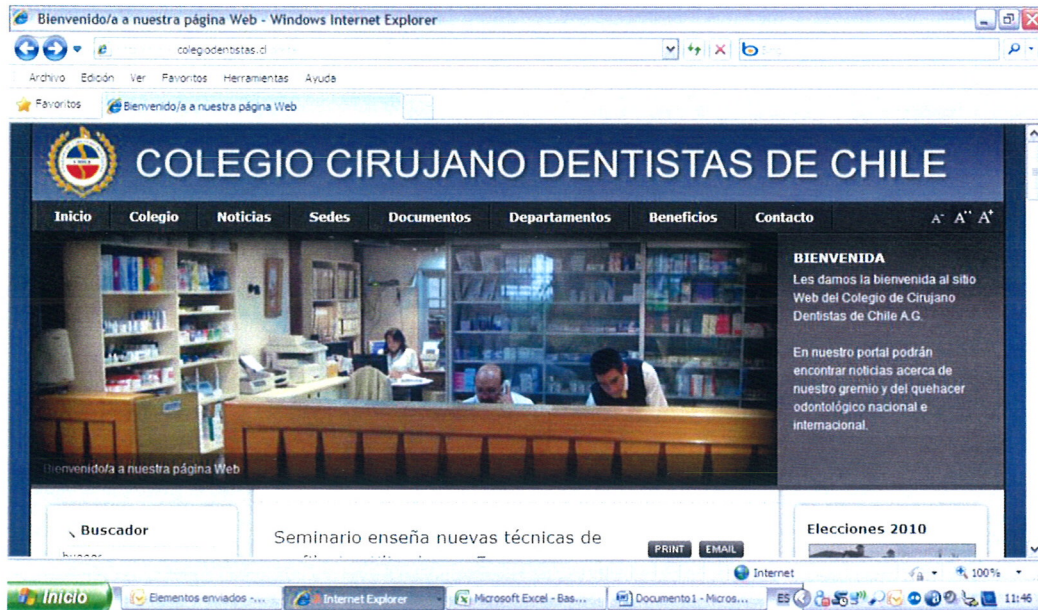 Bienvenido/a a nuestra página Web - Windows Internet Explorer
colegiodentistas.cl
Archivo Edición Ver Favoritos Herramientas Ayuda
Favoritos Bienvenido/a a nuestra página Web
COLEGIO CIRUJANO DENTISTAS DE CHILE
Inicio Colegio Noticias Sedes Documentos Departamentos Beneficios Contacto A- A¨ A+
BIENVENIDA
Les damos la bienvenida al sitio
Web del Colegio de Cirujano
Dentistas de Chile A.G.
En nuestro portal podrán
encontrar noticias acerca de
nuestro gremio y del quehacer
odontológico nacional e
internacional.
Bienvenido/a a nuestra página Web
Buscador
Seminario enseña nuevas técnicas de
PRINT EMAIL
Elecciones 2010
Internet 100%
Inicio Elementos enviados -... Internet Explorer Microsoft Excel - Bas... Documento1 - Micros... ES 11:46